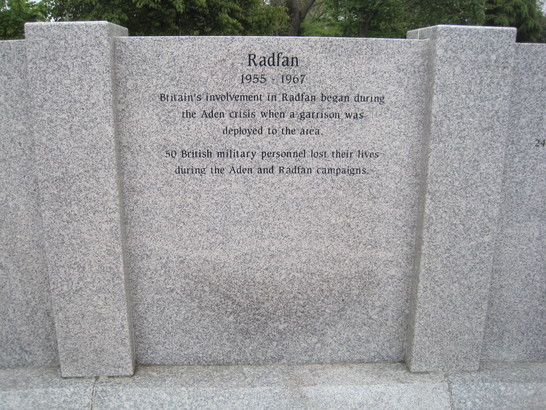 Radfan
1955 - 1967
Britain's involvement in Radfan began during
the Aden crisis when a garrison was
deployed to the area.
50 British military personnel lost their lives
during the Aden and Radfan campaigns.
24